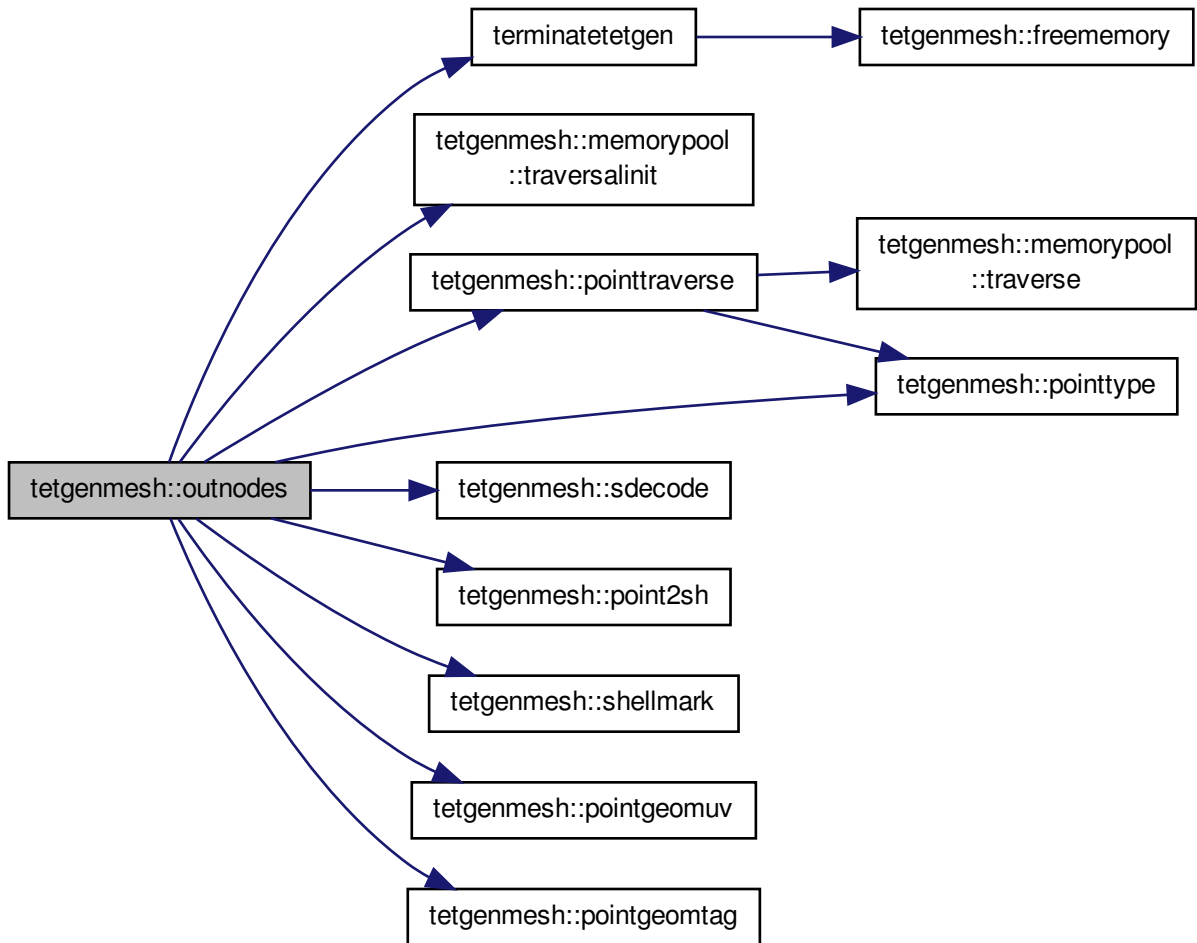 terminatetetgen
tetgenmesh::freememory
tetgenmesh::memorypool
::traversalinit
tetgenmesh::memorypool
::traverse
tetgenmesh::pointtraverse
tetgenmesh::pointtype
tetgenmesh::outnodes
tetgenmesh::sdecode
tetgenmesh::point2sh
tetgenmesh::shellmark
tetgenmesh::pointgeomuv
tetgenmesh::pointgeomtag